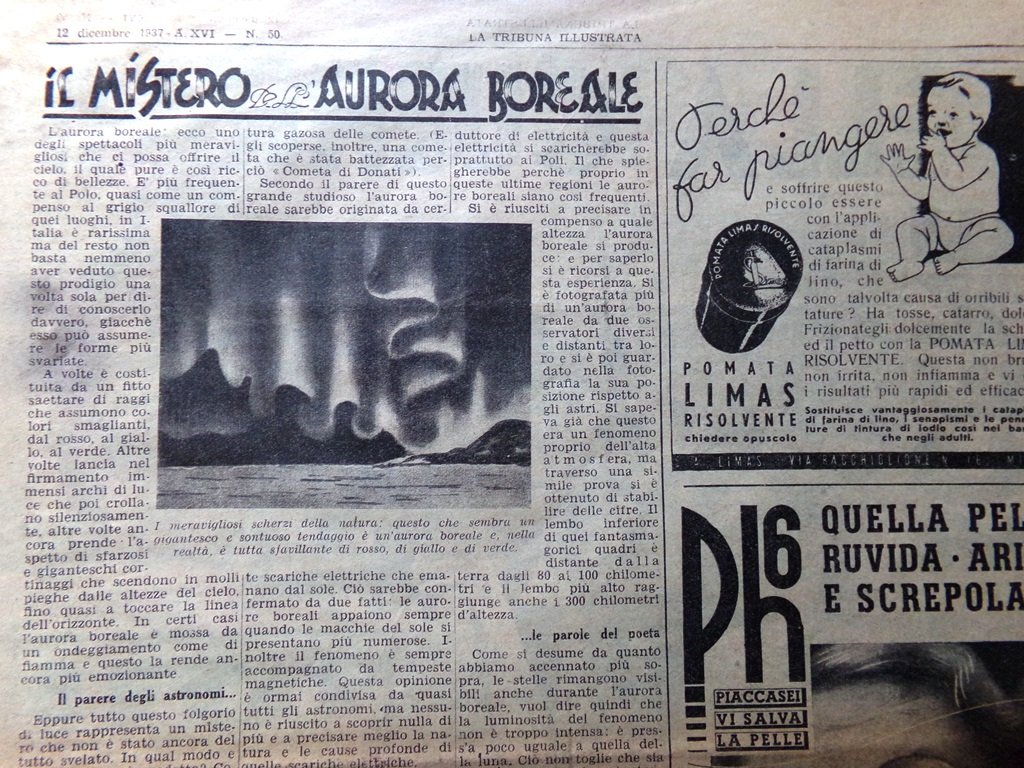 12 dicembre 1937 - A. XVI — N. 50.
LA TRIBUNA ILLUSTRATA
IL MISTERO DELL'AURORA BOREALE
L'aurora boreale: ecco uno
degli spettacoli più meravi-
gliosi che ci possa offrire il
cielo, il quale pure è così ric-
co di bellezze. E' più frequen-
te al Polo, quasi come un com-
penso al grigio squallore di
quei luoghi, in I-
talia è rarissima
ma del resto non
basta nemmeno
aver veduto que-
sto prodigio una
volta sola per di-
re di conoscerlo
davvero, giacchè
esso può assume-
re le forme più
svariate.
A volte è costi-
tuita da un fitto
saettare di raggi
che assumono co-
lori smaglianti,
dal rosso, al gial-
lo, al verde. Altre
volte lancia nel
firmamento im-
mensi archi di lu-
ce che poi crolla-
no silenziosamen-
te, altre volte an-
cora prende l'a-
spetto di sfarzosi
e giganteschi cor-
tinaggi che scendono in molli
pieghe dalle altezze del cielo,
fino quasi a toccare la linea
dell'orizzonte. In certi casi
l'aurora boreale è mossa da
un ondeggiamento come di
fiamma e questo la rende an-
cora più emozionante.
Il parere degli astronomi...
Eppure tutto questo folgorio
di luce rappresenta un miste-
ro che non è stato ancora del
tutto svelato. In qual modo e
tura gazosa delle comete. (E-
gli scoperse, inoltre, una come-
ta che è stata battezzata per-
ciò « Cometa di Donati »).
Secondo il parere di questo
grande studioso l'aurora bo-
reale sarebbe originata da cer-
I meravigliosi scherzi della natura: questo che sembra un
gigantesco e sontuoso tendaggio è un'aurora boreale e, nella
realtà, è tutta sfavillante di rosso, di giallo e di verde.
te scariche elettriche che ema-
nano dal sole. Ciò sarebbe con-
fermato da due fatti: le auro-
re boreali appaiono sempre
quando le macchie del sole si
presentano più numerose. I-
noltre il fenomeno è sempre
accompagnato da tempeste
magnetiche. Questa opinione
è ormai condivisa da quasi
tutti gli astronomi, ma nessu-
no è riuscito a scoprir nulla di
più e a precisare meglio la na-
tura e le cause profonde di
quelle scariche elettriche.
duttore di elettricità e questa
elettricità si scaricherebbe so-
prattutto ai Poli. Il che spie-
gherebbe perchè proprio in
queste ultime regioni le auro-
re boreali siano così frequenti.
Si è riusciti a precisare in
compenso a quale
altezza l'aurora
boreale si produ-
ce: e per saperlo
si è ricorsi a que-
sta esperienza. Si
è fotografata più
di un'aurora bo-
reale da due os-
servatori diversi
e distanti tra lo-
ro e si è poi guar-
dato nella foto-
grafia la sua po-
sizione rispetto a-
gli astri. Si sape-
va già che questo
era un fenomeno
proprio dell'alta
atmosfera, ma
traverso una si-
mile prova si è
ottenuto di stabi-
lire delle cifre. Il
lembo inferiore
di quei fantasma-
gorici quadri è
distante dalla
terra dagli 80 ai 100 chilome-
tri e il lembo più alto rag-
giunge anche i 300 chilometri
d'altezza.
...le parole del poeta
Come si desume da quanto
abbiamo accennato più so-
pra, le stelle rimangono visi-
bili anche durante l'aurora
boreale, vuol dire quindi che
la luminosità del fenomeno
non è troppo intensa: è pres-
s'a poco uguale a quella del-
la luna. Ciò non toglie che sia
Perchè
far piangere
e soffrire questo
piccolo essere
con l'appli-
cazione di
cataplasmi
di farina di
lino, che
sono talvolta causa di orribili s
tature? Ha tosse, catarro, dol
Frizionategli dolcemente la sch
ed il petto con la POMATA LIM
RISOLVENTE. Questa non br
non irrita, non infiamma e vi
i risultati più rapidi ed efficac
Sostituisce vantaggiosamente i catap
di farina di lino, i senapismi e le pen
ture di tintura di iodio così nei ba
che negli adulti.
POMATA LIMAS RISOLVENTE
POMATA
LIMAS
RISOLVENTE
chiedere opuscolo
A. LIMAS - VIA BACCHIGLIONE N. 16 MI
Ph6
QUELLA PEL
RUVIDA · ARI
E SCREPOLA
PIACCASEI
VI SALVA
LA PELLE